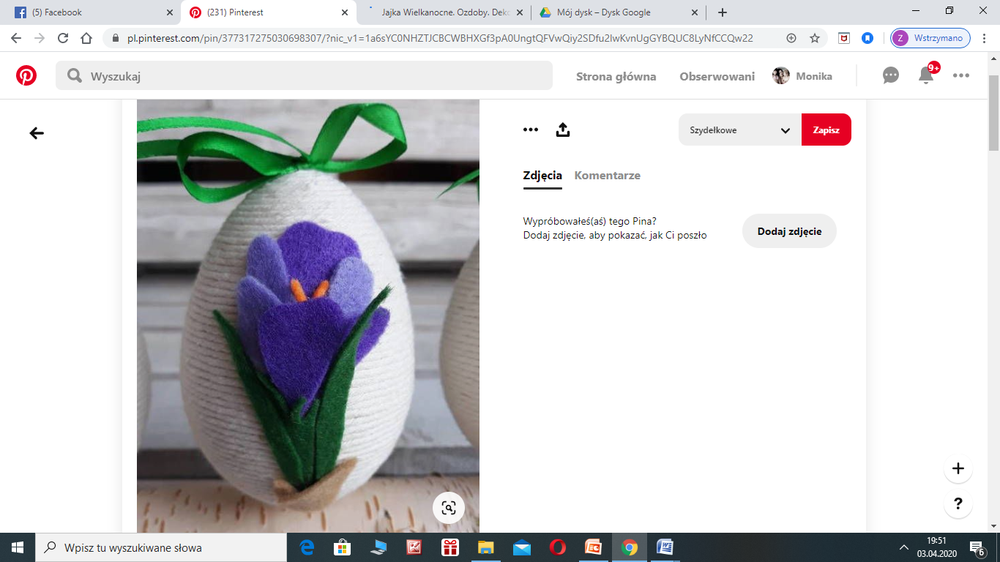 (5) Facebook
(231) Pinterest
Jajka Wielkanocne. Ozdoby. Deko
Mój dysk – Dysk Google
pl.pinterest.com/pin/377317275030698307/?nic_v1=1a6sYC0NHZTJCBCWBHXGf3pA0UngtQFVwQiy2SDfu2IwKvnUgGYBQUC8LyNfCCQw22
Z Wstrzymano
Wyszukaj
Strona główna
Obserwowani
Monika
9+
Szydełkowe
Zapisz
Zdjęcia
Komentarze
Wypróbowałeś(aś) tego Pina?
Dodaj zdjęcie, aby pokazać, jak Ci poszło
Dodaj zdjęcie
+
?
Wpisz tu wyszukiwane słowa
19:51
03.04.2020
6